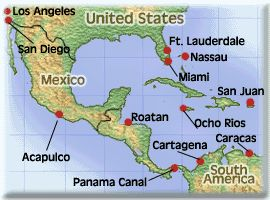 Los Angeles
United States
San Diego
Ft. Lauderdale
Nassau
Mexico
Miami
San Juan
Roatan
Ocho Rios
Acapulco
Cartagena
Caracas
Panama Canal
South
America